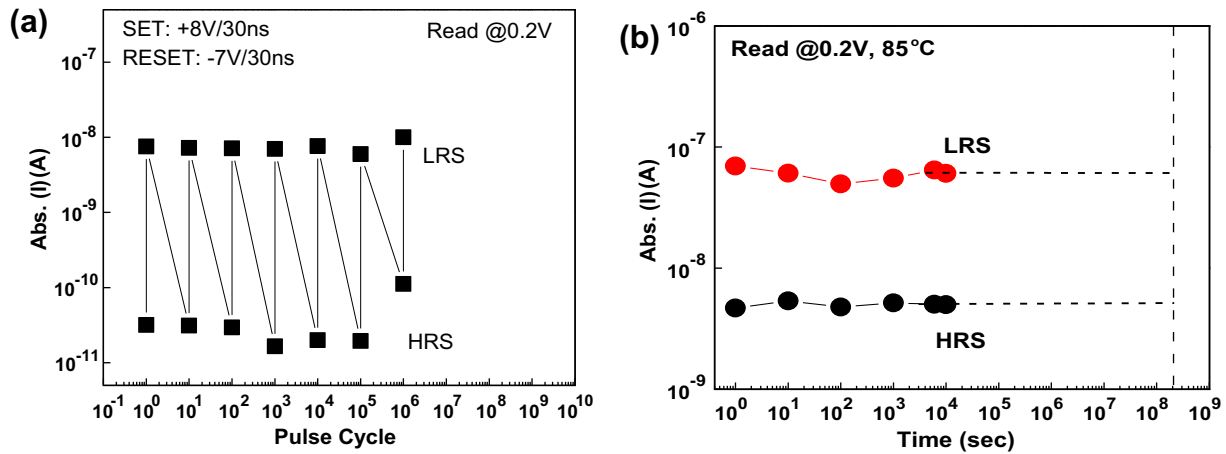 (a)
SET: +8V/30ns
RESET: -7V/30ns
Read @0.2V
Abs. (I)(A)
10⁻⁷
10⁻⁸
10⁻⁹
10⁻¹⁰
10⁻¹¹
LRS
HRS
10⁻¹ 10⁰ 10¹ 10² 10³ 10⁴ 10⁵ 10⁶ 10⁷ 10⁸ 10⁹ 10¹⁰
Pulse Cycle
(b)
Read @0.2V, 85°C
Abs. (I)(A)
10⁻⁶
10⁻⁷
10⁻⁸
10⁻⁹
LRS
HRS
10⁰ 10¹ 10² 10³ 10⁴ 10⁵ 10⁶ 10⁷ 10⁸ 10⁹
Time (sec)